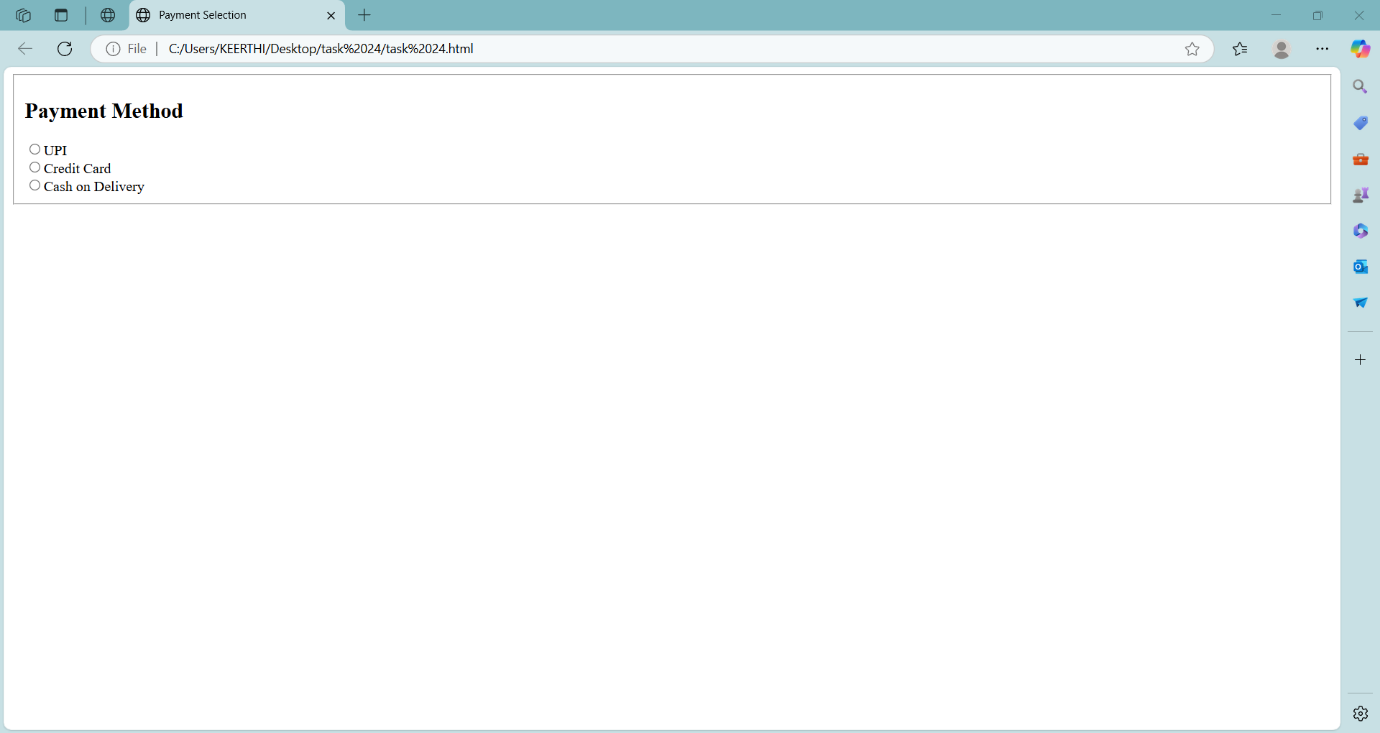 Payment Selection
File
C:/Users/KEERTHI/Desktop/task%2024/task%2024.html
Payment Method
UPI
Credit Card
Cash on Delivery